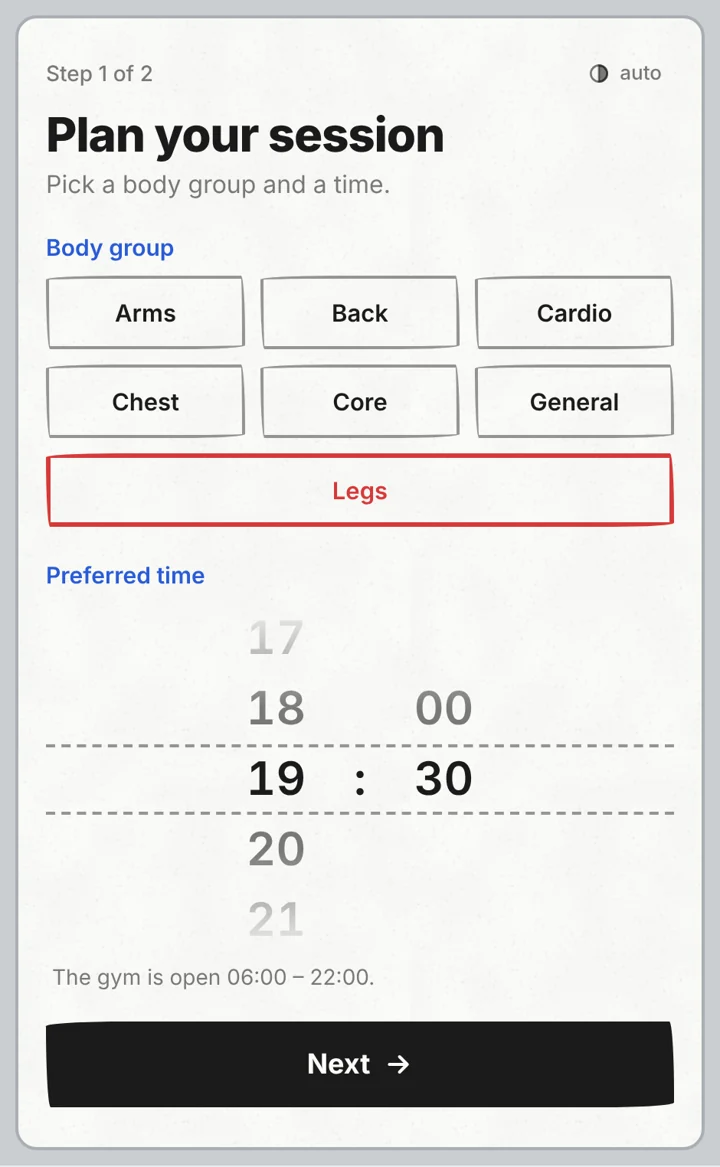 Step 1 of 2
auto
Plan your session
Pick a body group and a time.
Body group
Arms Back Cardio
Chest Core General
Legs
Preferred time
17
18 00
19 : 30
20
21
The gym is open 06:00 – 22:00.
Next →